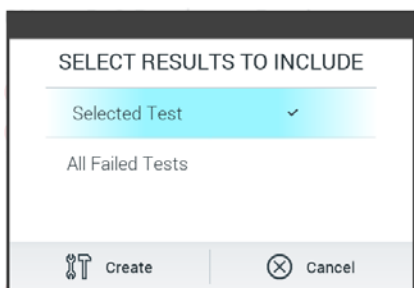 SELECT RESULTS TO INCLUDE
Selected Test
All Failed Tests
Create Cancel